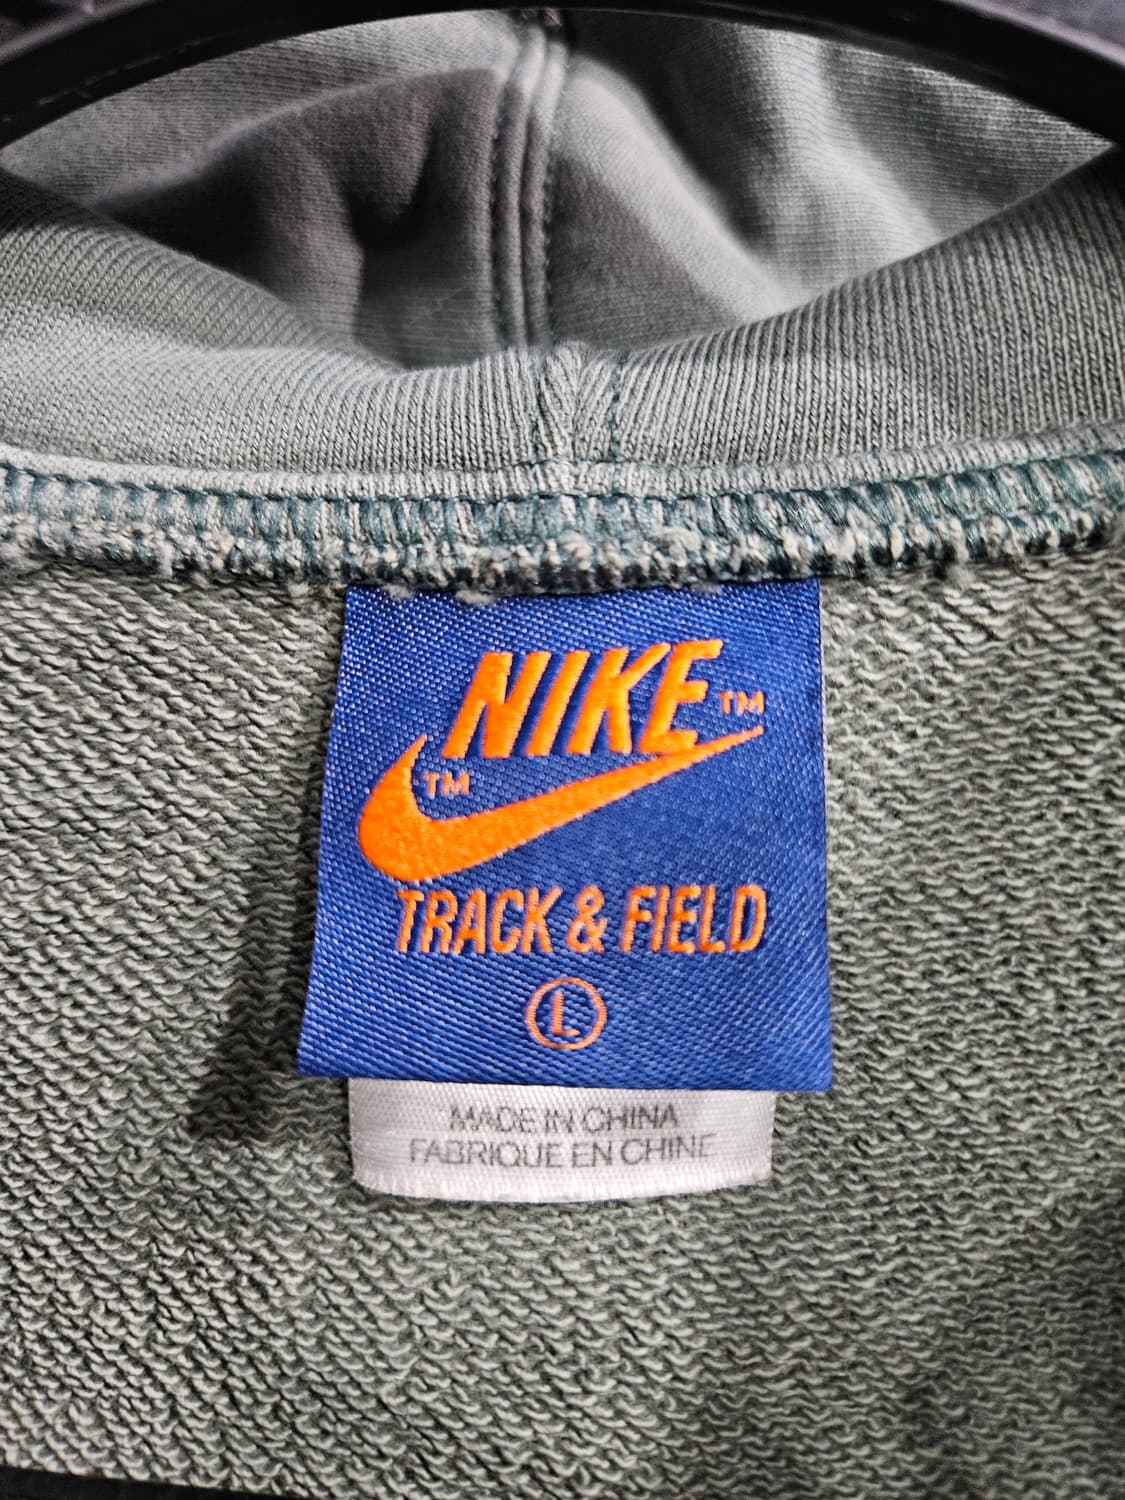 NIKE™
™
TRACK & FIELD
L
MADE IN CHINA
FABRIQUE EN CHINE